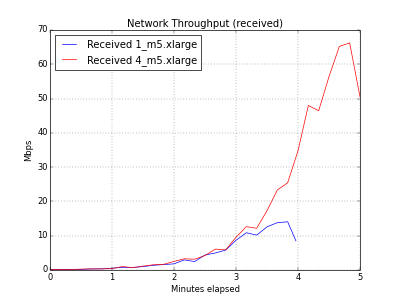 Network Throughput (received)
70
60
50
40
30
20
10
0
Mbps
Received 1_m5.xlarge
Received 4_m5.xlarge
0 1 2 3 4 5
Minutes elapsed